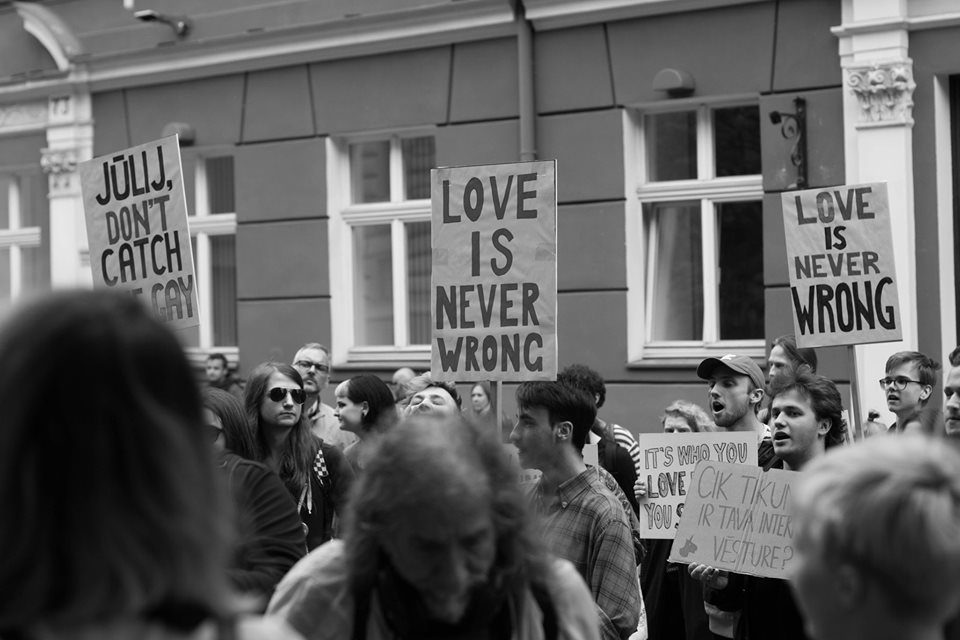 JŪLIJ,
DON'T
CATCH
GAY
LOVE
IS
NEVER
WRONG
LOVE
IS
NEVER
WRONG
IT'S WHO YOU
LOVE
YOU
CIK TIKUM
IR TAVA
VĒSTURE?